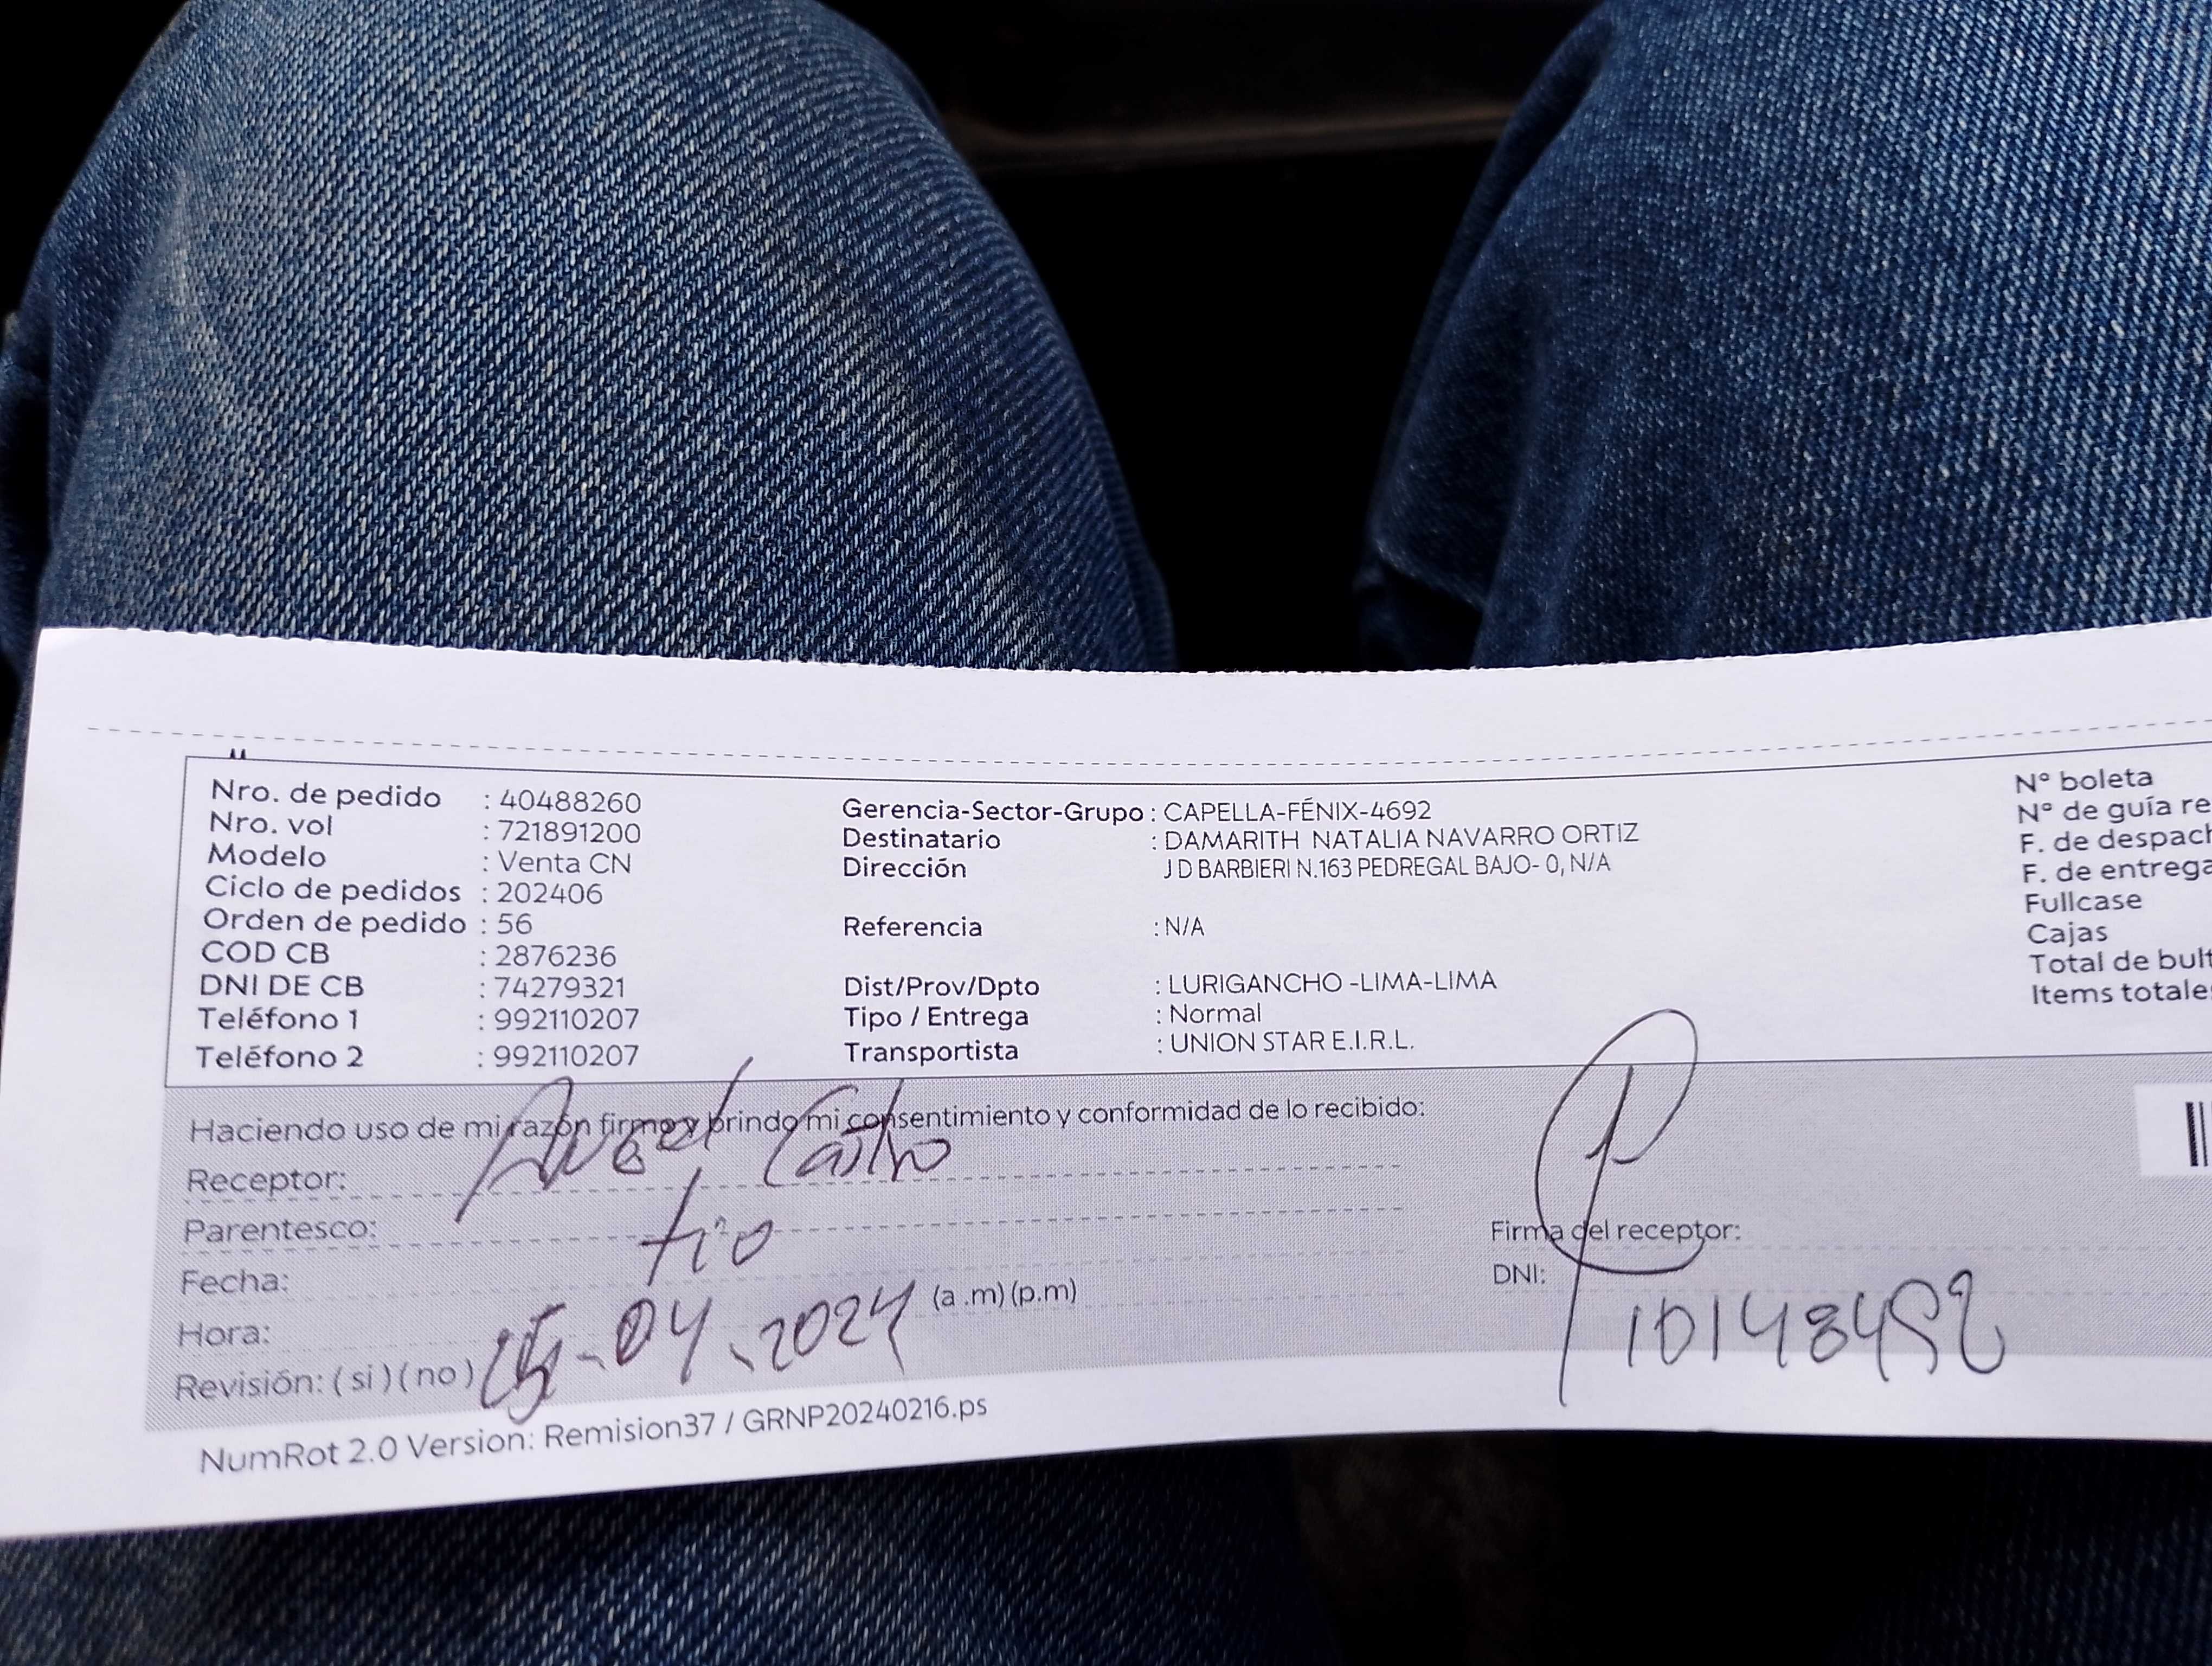 Nro. de pedido : 40488260
Nro. vol : 721891200
Modelo : Venta CN
Ciclo de pedidos : 202406
Orden de pedido : 56
COD CB : 2876236
DNI DE CB : 74279321
Teléfono 1 : 992110207
Teléfono 2 : 992110207
Gerencia-Sector-Grupo : CAPELLA-FÉNIX-4692
Destinatario : DAMARITH NATALIA NAVARRO ORTIZ
Dirección J D BARBIERI N.163 PEDREGAL BAJO- 0, N/A
Referencia : N/A
Dist/Prov/Dpto : LURIGANCHO -LIMA-LIMA
Tipo / Entrega : Normal
Transportista : UNION STAR E.I.R.L.
N° boleta
N° de guía re
F. de despach
F. de entrega
Fullcase
Cajas
Total de bult
Items totale
Haciendo uso de mi razón firmo y brindo mi consentimiento y conformidad de lo recibido:
Receptor: Castro
Parentesco: tio
Fecha:
Hora: (a .m) (p.m)
Revisión: ( si ) ( no ) -04.2024
Firma del receptor:
DNI:
NumRot 2.0 Version: Remision37 / GRNP20240216.ps